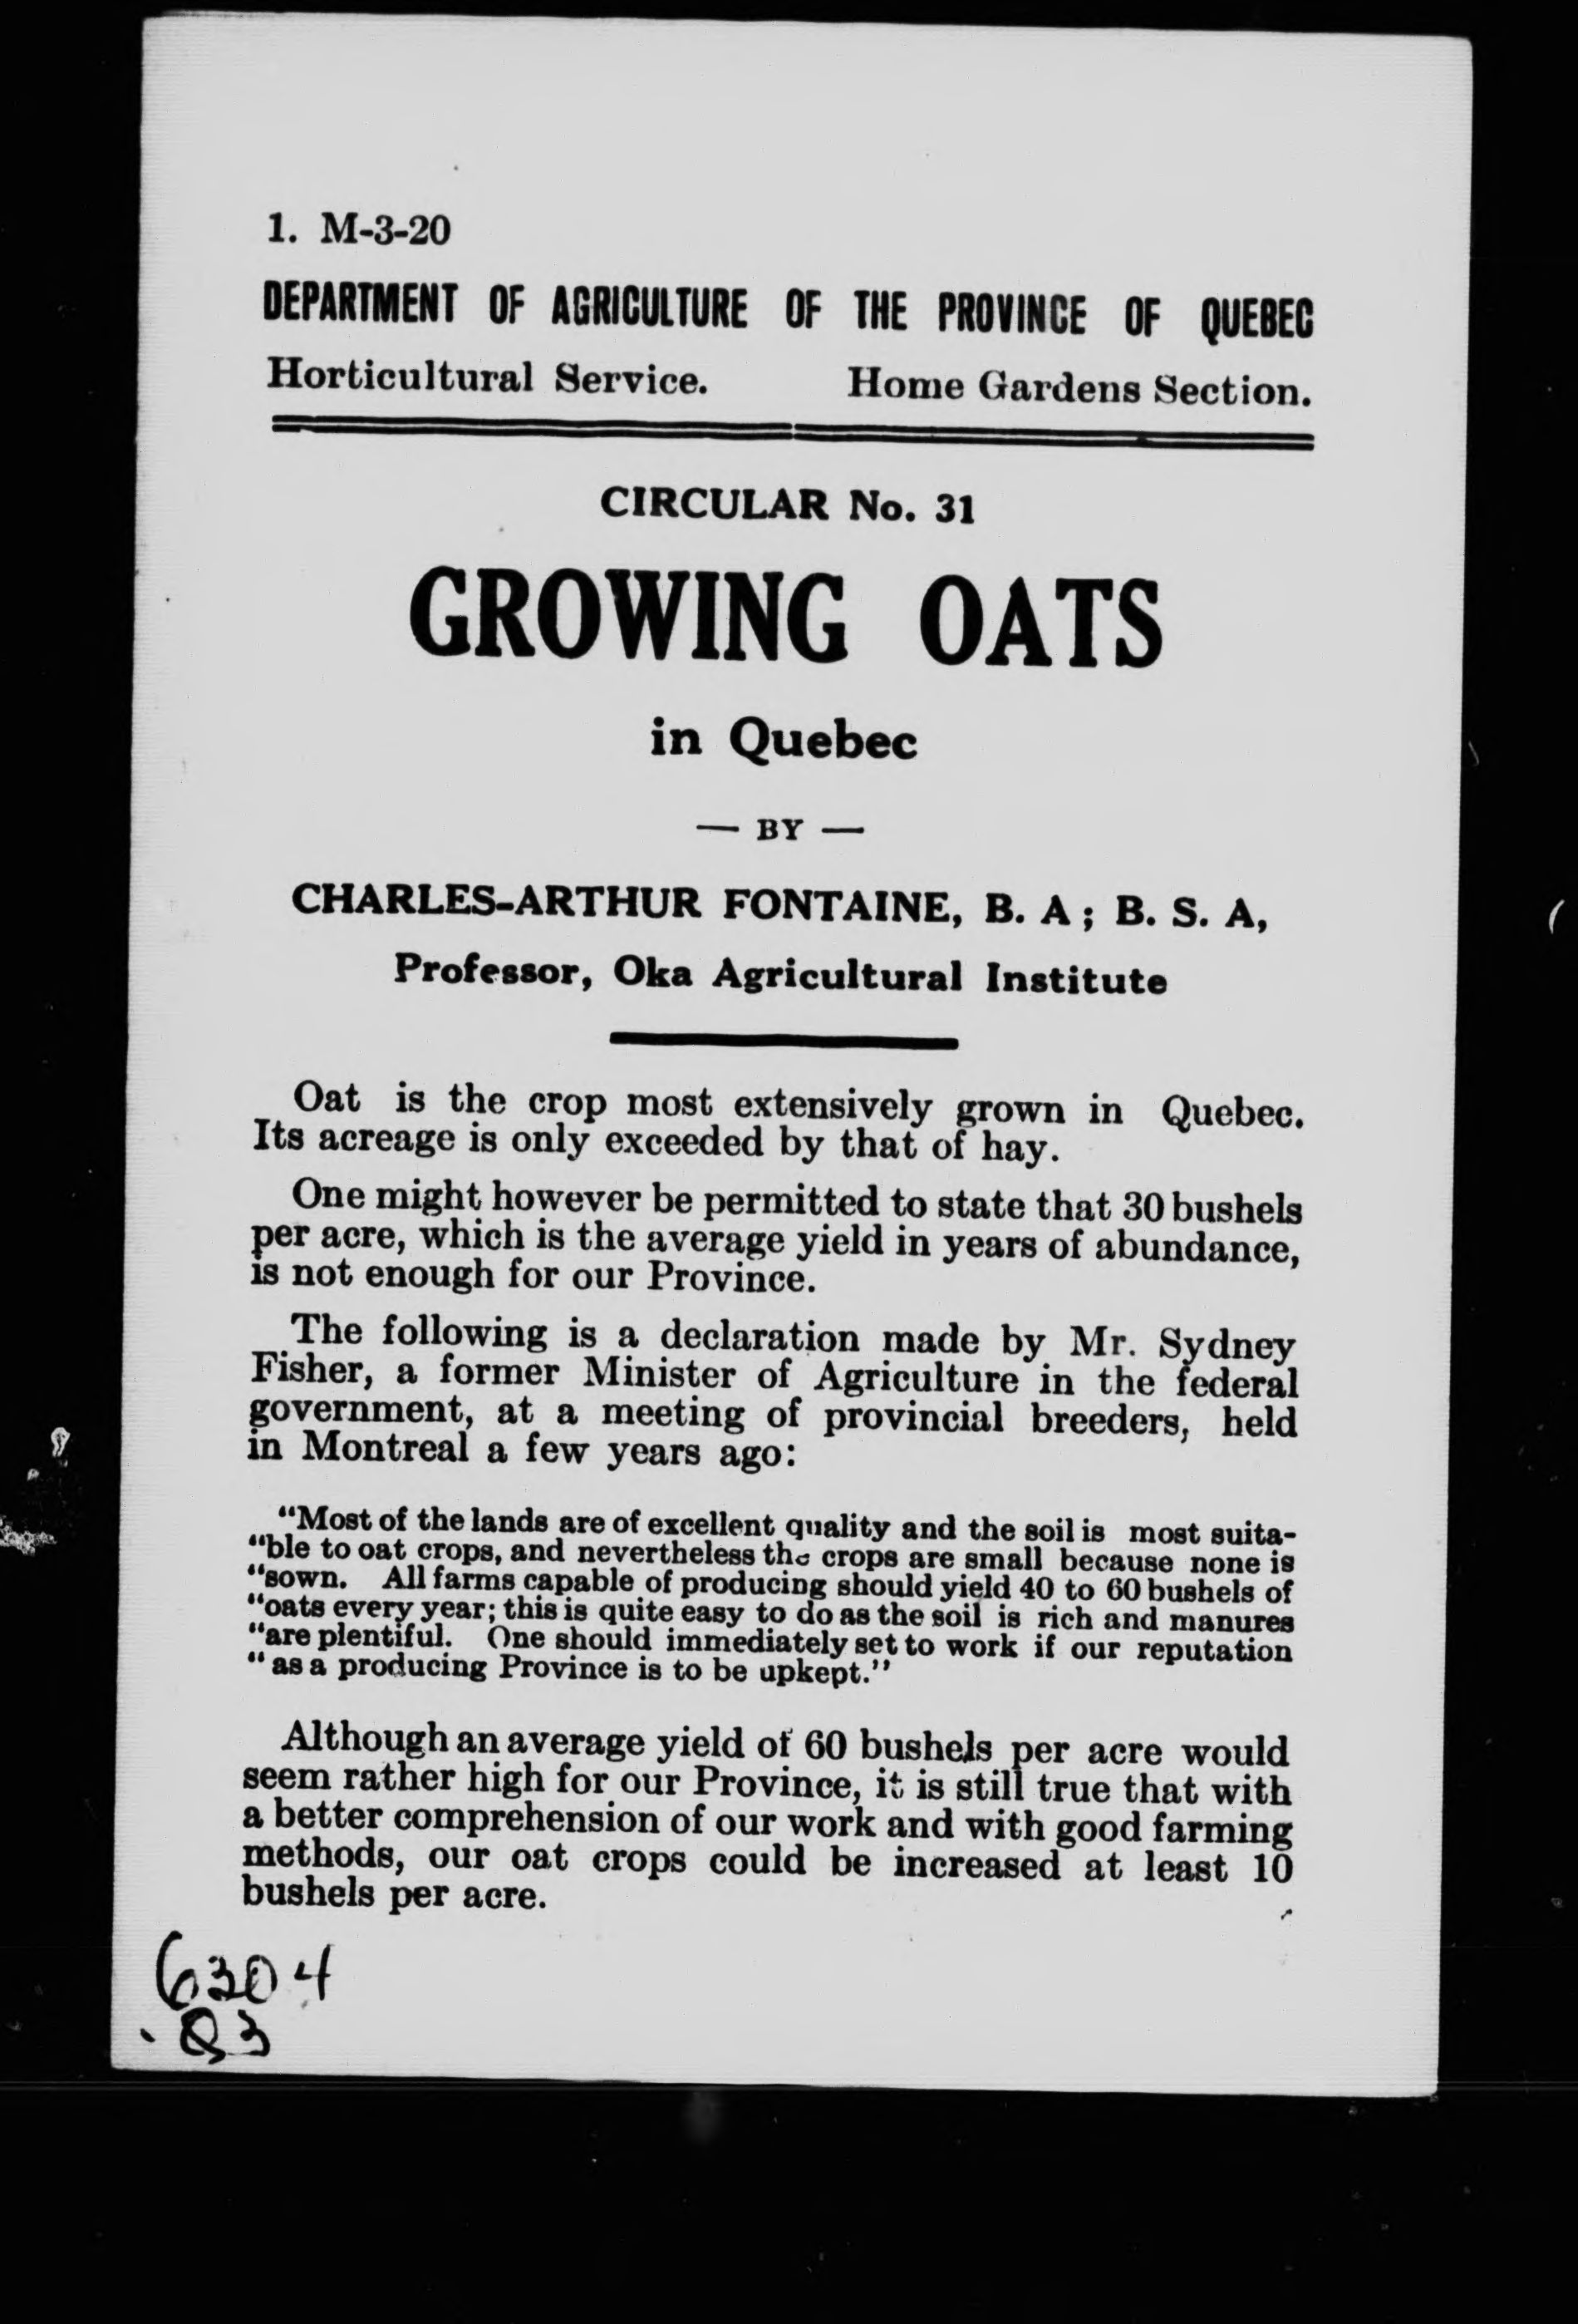 1. M-3-20
DEPARTMENT OF AGRICULTURE OF THE PROVINCE OF QUEBEC
Horticultural Service. Home Gardens Section.
CIRCULAR No. 31
GROWING OATS
in Quebec
— BY —
CHARLES-ARTHUR FONTAINE, B. A; B. S. A,
Professor, Oka Agricultural Institute
Oat is the crop most extensively grown in Quebec.
Its acreage is only exceeded by that of hay.
One might however be permitted to state that 30 bushels
per acre, which is the average yield in years of abundance,
is not enough for our Province.
The following is a declaration made by Mr. Sydney
Fisher, a former Minister of Agriculture in the federal
government, at a meeting of provincial breeders, held
in Montreal a few years ago:
“Most of the lands are of excellent quality and the soil is most suita-
“ble to oat crops, and nevertheless the crops are small because none is
“sown. All farms capable of producing should yield 40 to 60 bushels of
“oats every year; this is quite easy to do as the soil is rich and manures
“are plentiful. One should immediately set to work if our reputation
“as a producing Province is to be upkept.”
Although an average yield of 60 bushels per acre would
seem rather high for our Province, it is still true that with
a better comprehension of our work and with good farming
methods, our oat crops could be increased at least 10
bushels per acre.
6304
.Q3